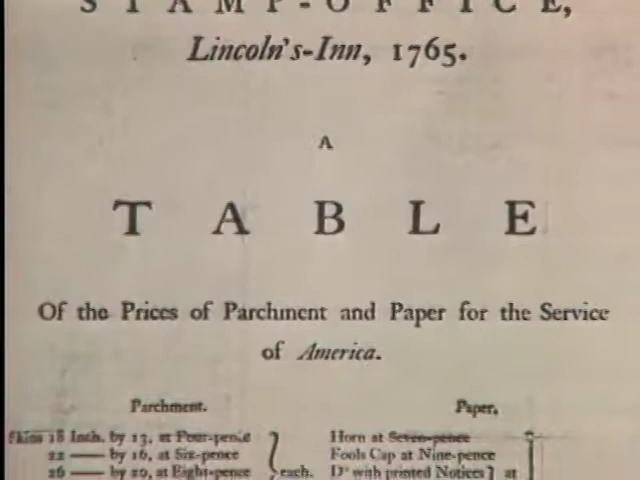 STAMP-OFFICE,
Lincoln's-Inn, 1765.
A
TABLE
Of the Prices of Parchment and Paper for the Service
of America.
Parchment.
Skins 18 Inch. by 13, at Four-pence
22 — by 16, at Six-pence
26 — by 20, at Eight-pence } each.
Paper.
Horn at Seven-pence
Fools Cap at Nine-pence
Do with printed Notices } at